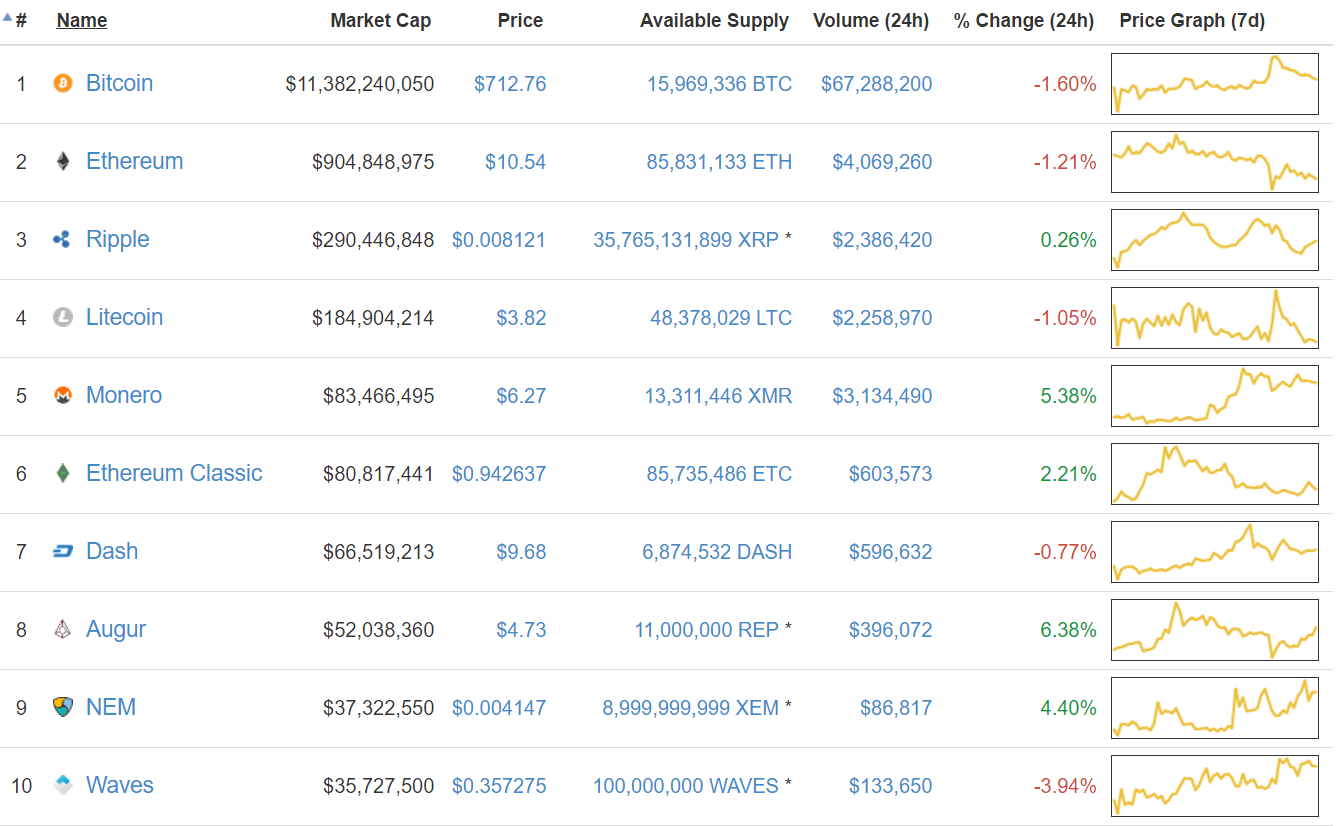 # Name Market Cap Price Available Supply Volume (24h) % Change (24h) Price Graph (7d)
1 Bitcoin $11,382,240,050 $712.76 15,969,336 BTC $67,288,200 -1.60%
2 Ethereum $904,848,975 $10.54 85,831,133 ETH $4,069,260 -1.21%
3 Ripple $290,446,848 $0.008121 35,765,131,899 XRP * $2,386,420 0.26%
4 Litecoin $184,904,214 $3.82 48,378,029 LTC $2,258,970 -1.05%
5 Monero $83,466,495 $6.27 13,311,446 XMR $3,134,490 5.38%
6 Ethereum Classic $80,817,441 $0.942637 85,735,486 ETC $603,573 2.21%
7 Dash $66,519,213 $9.68 6,874,532 DASH $596,632 -0.77%
8 Augur $52,038,360 $4.73 11,000,000 REP * $396,072 6.38%
9 NEM $37,322,550 $0.004147 8,999,999,999 XEM * $86,817 4.40%
10 Waves $35,727,500 $0.357275 100,000,000 WAVES * $133,650 -3.94%